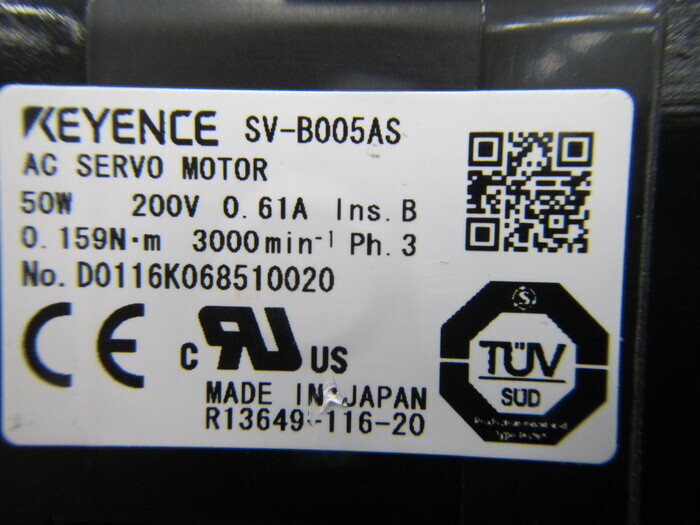 KEYENCE SV-B005AS
AC SERVO MOTOR
50W 200V 0.61A Ins.B
0.159N·m 3000min⁻¹ Ph.3
No. D0116K068510020
CE
C RU US
MADE IN JAPAN
R13649-116-20
S
TÜV
SÜD